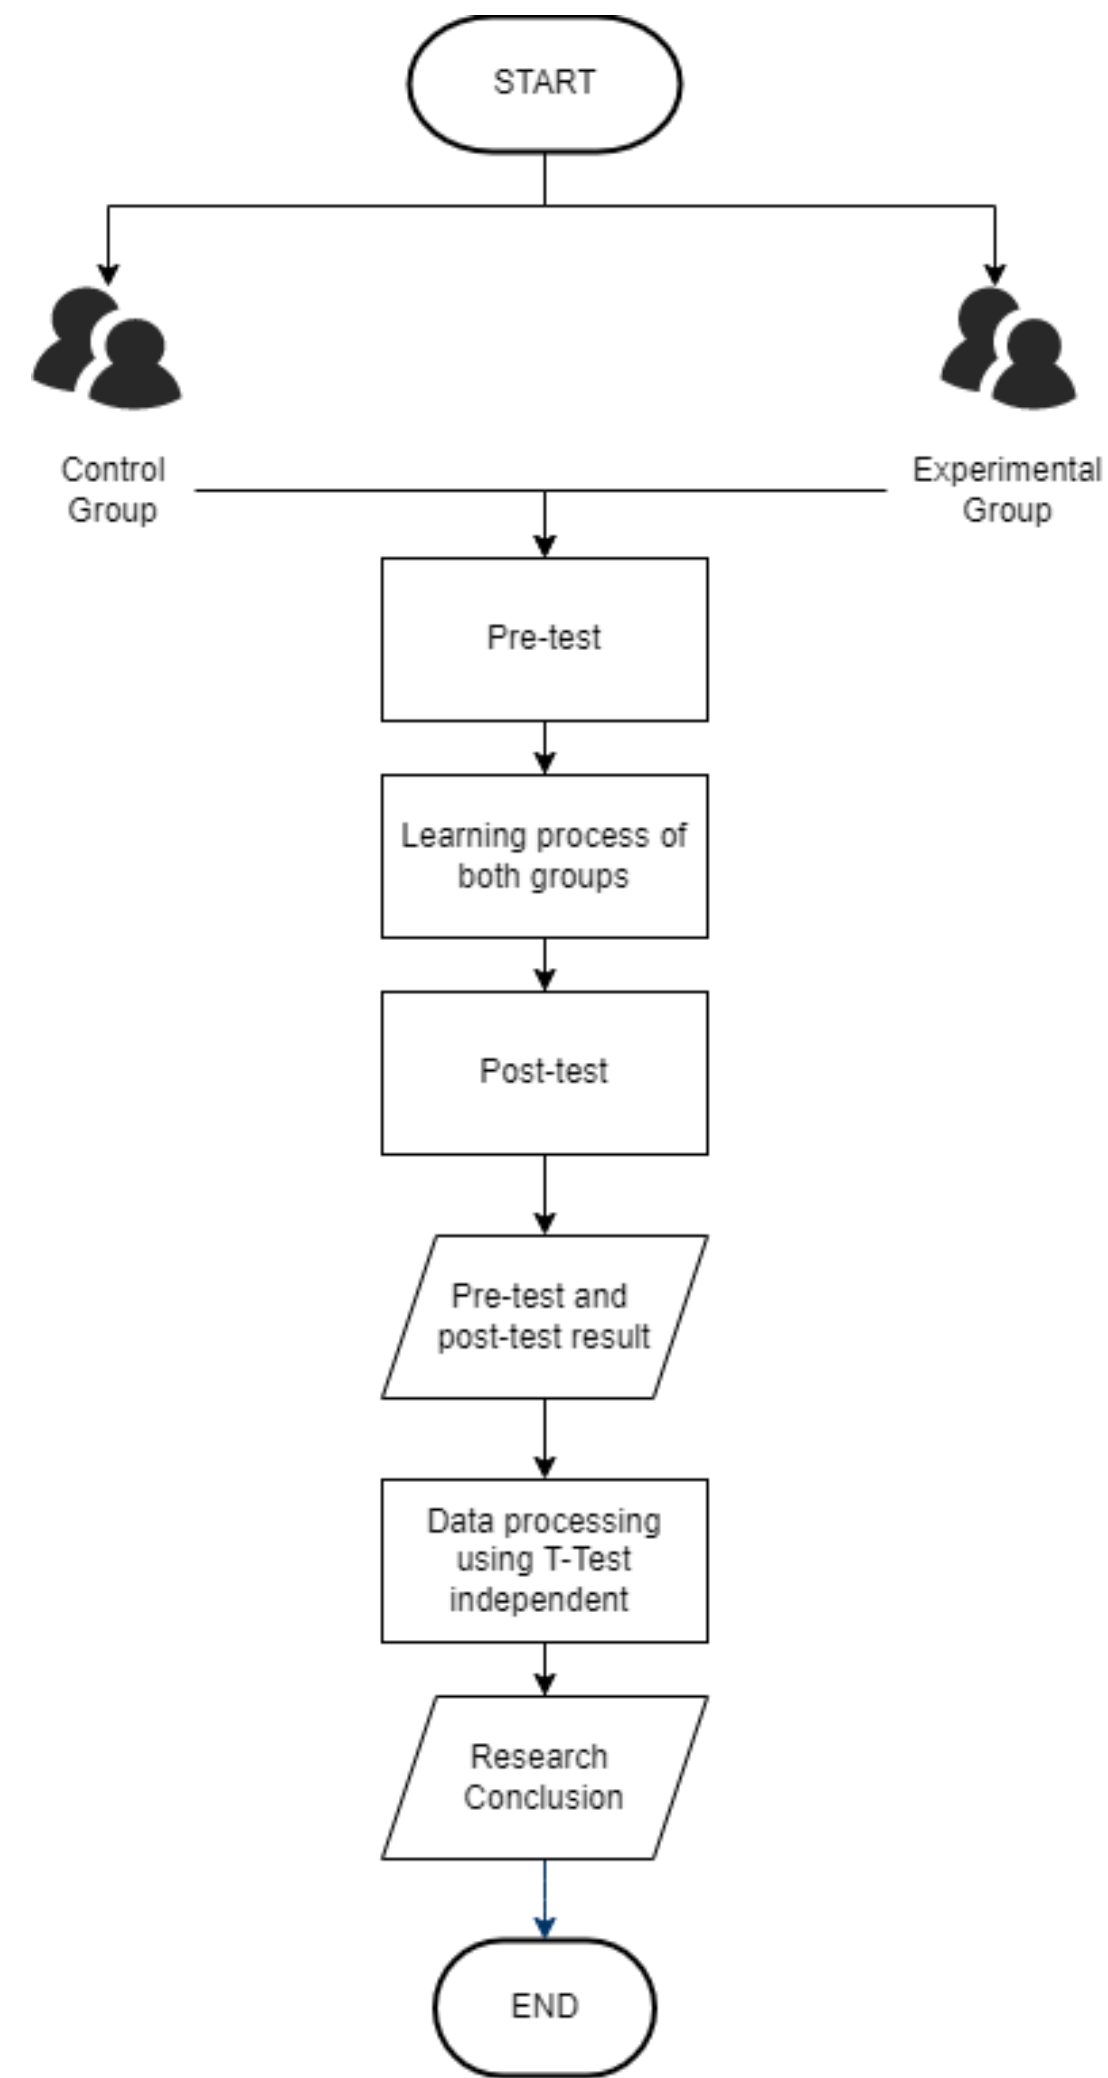 START
Control
Group
Experimental
Group
Pre-test
Learning process of
both groups
Post-test
Pre-test and
post-test result
Data processing
using T-Test
independent
Research
Conclusion
END